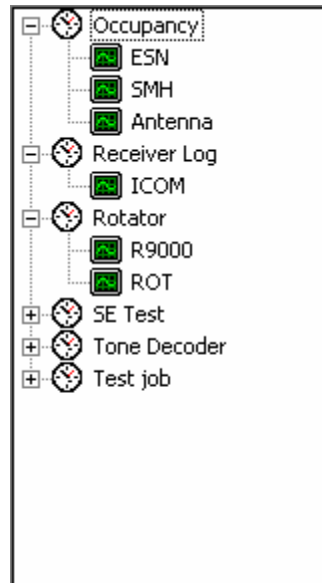 Occupancy
ESN
SMH
Antenna
Receiver Log
ICOM
Rotator
R9000
ROT
SE Test
Tone Decoder
Test job